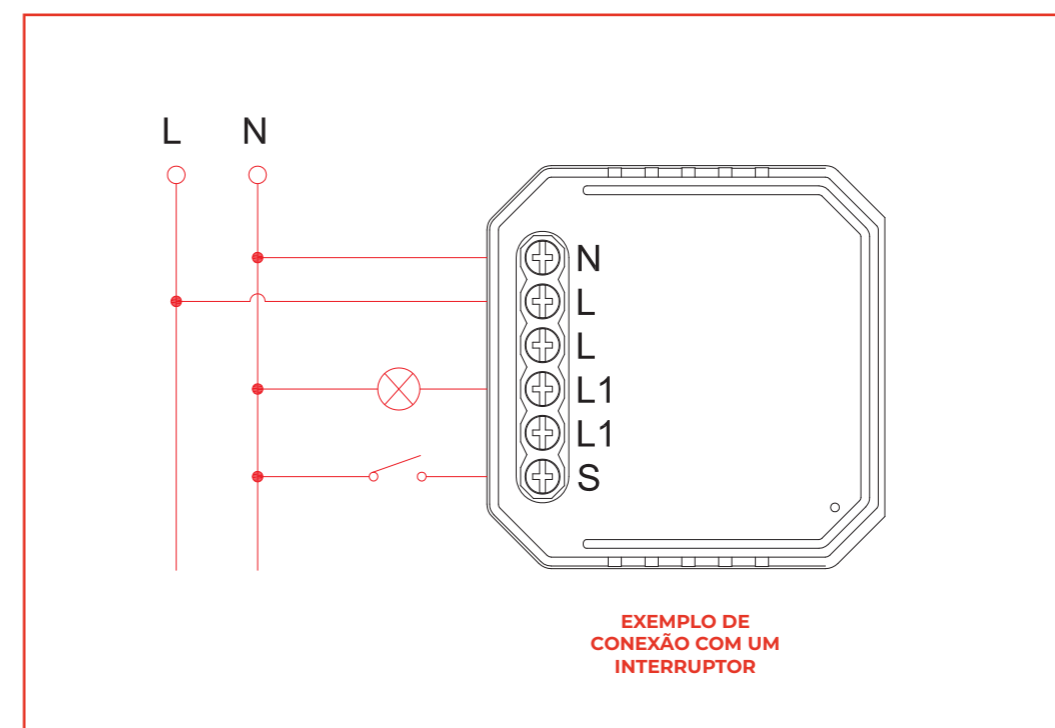 L N
N
L
L
L1
L1
S
EXEMPLO DE
CONEXÃO COM UM
INTERRUPTOR